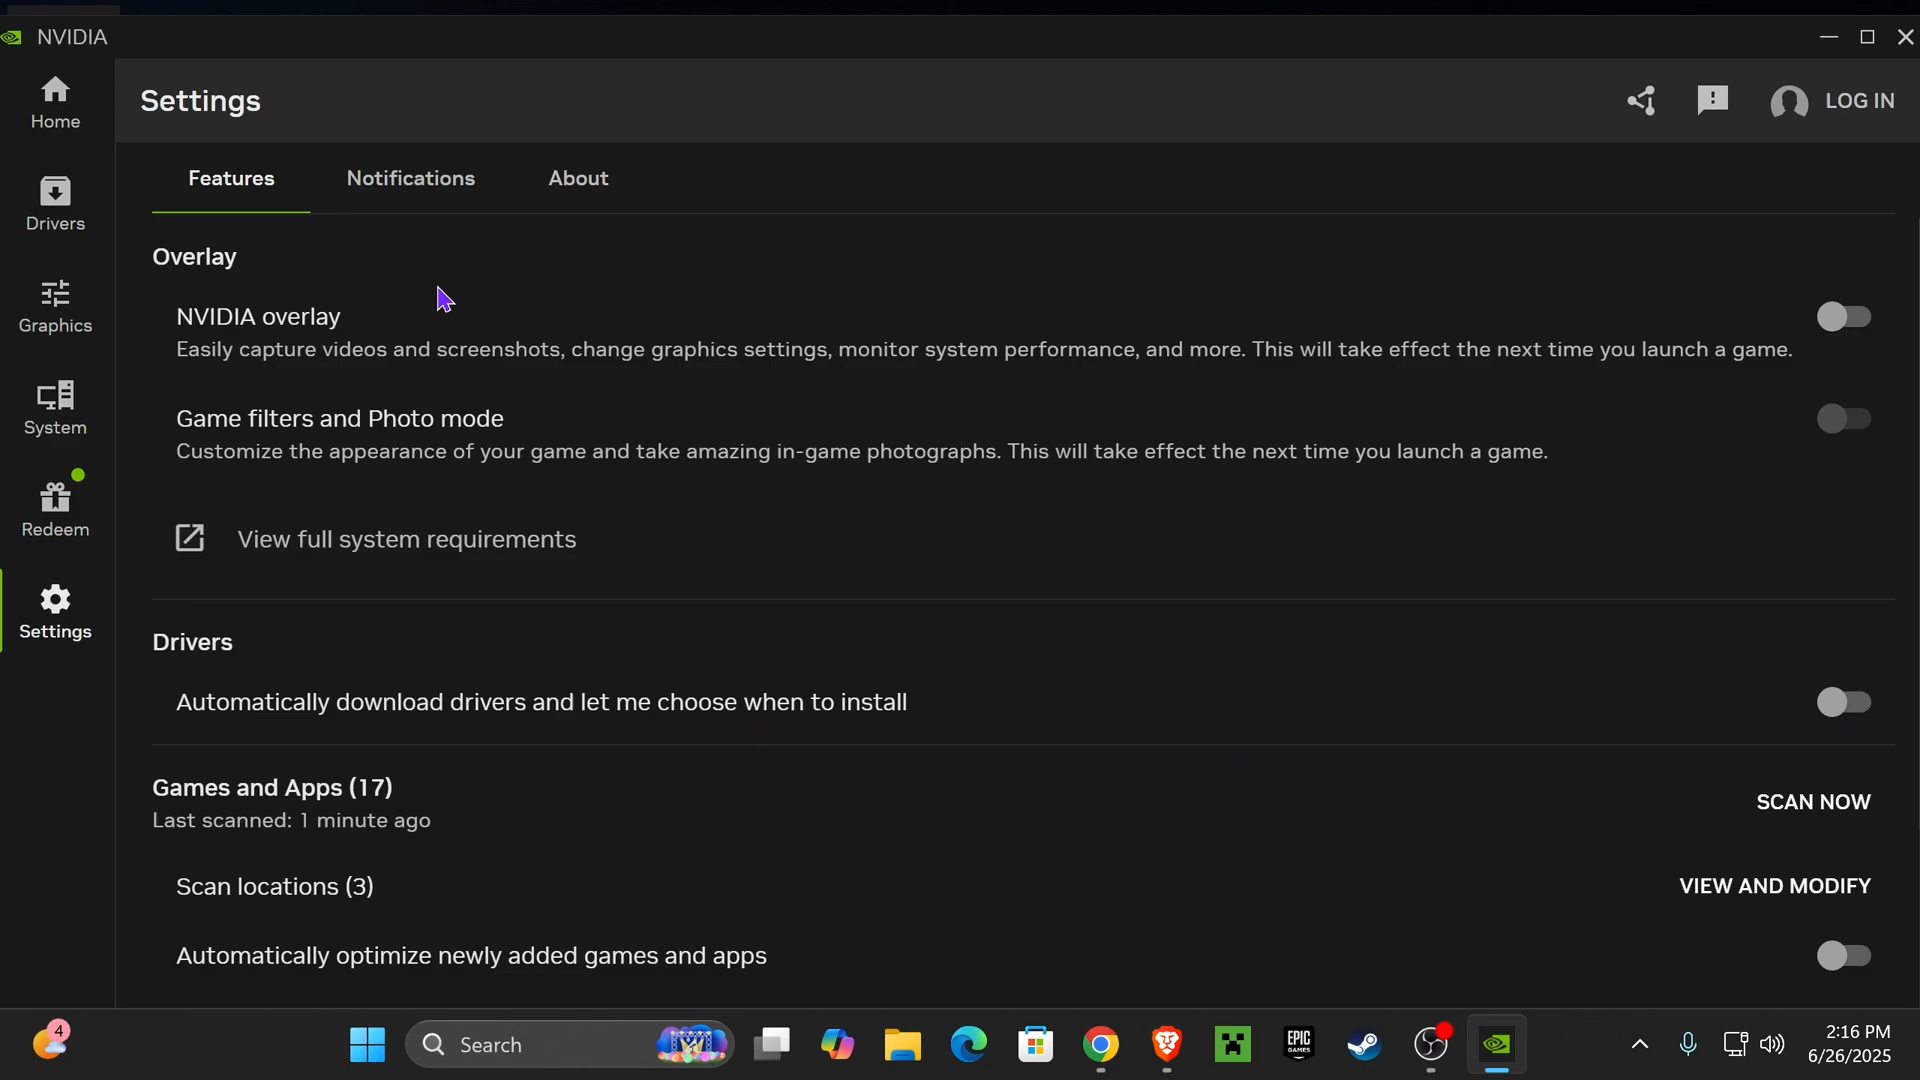 NVIDIA
Home
Drivers
Graphics
System
Redeem
Settings
Settings
LOG IN
Features
Notifications
About
Overlay
NVIDIA overlay
Easily capture videos and screenshots, change graphics settings, monitor system performance, and more. This will take effect the next time you launch a game.
Game filters and Photo mode
Customize the appearance of your game and take amazing in-game photographs. This will take effect the next time you launch a game.
View full system requirements
Drivers
Automatically download drivers and let me choose when to install
Games and Apps (17)
SCAN NOW
Last scanned: 1 minute ago
Scan locations (3)
VIEW AND MODIFY
Automatically optimize newly added games and apps
4
Search
EPIC
GAMES
2:16 PM
6/26/2025